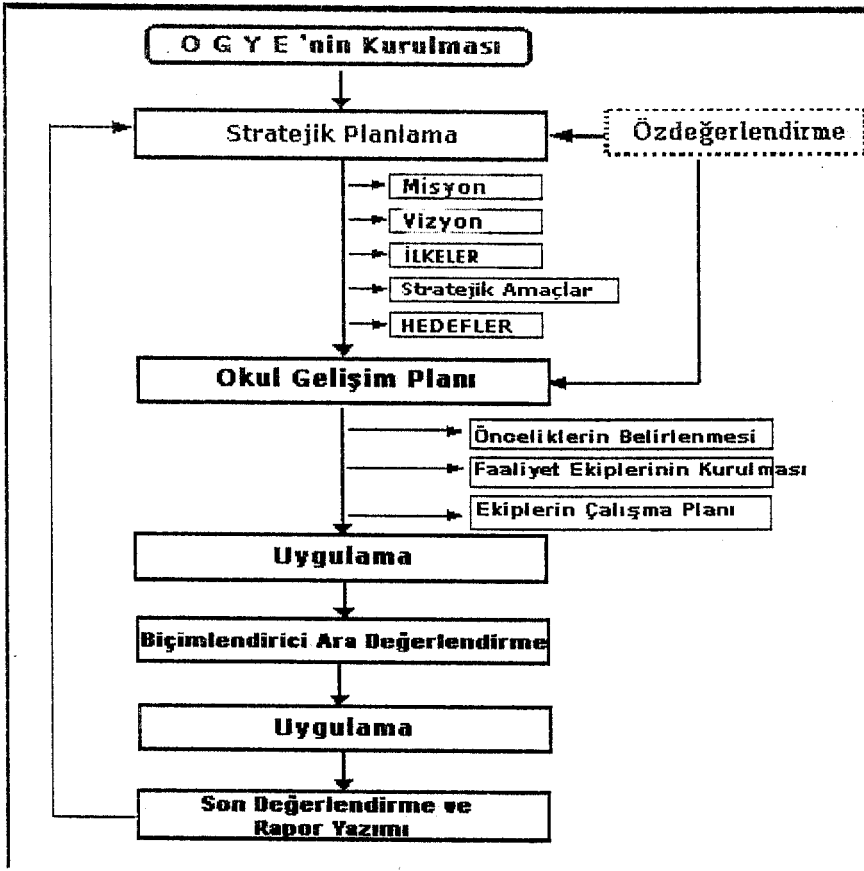 O G Y E 'nin Kurulması
Stratejik Planlama
Özdeğerlendirme
Misyon
Vizyon
İLKELER
Stratejik Amaçlar
HEDEFLER
Okul Gelişim Planı
Önceliklerin Belirlenmesi
Faaliyet Ekiplerinin Kurulması
Ekiplerin Çalışma Planı
Uygulama
Biçimlendirici Ara Değerlendirme
Uygulama
Son Değerlendirme ve
Rapor Yazımı